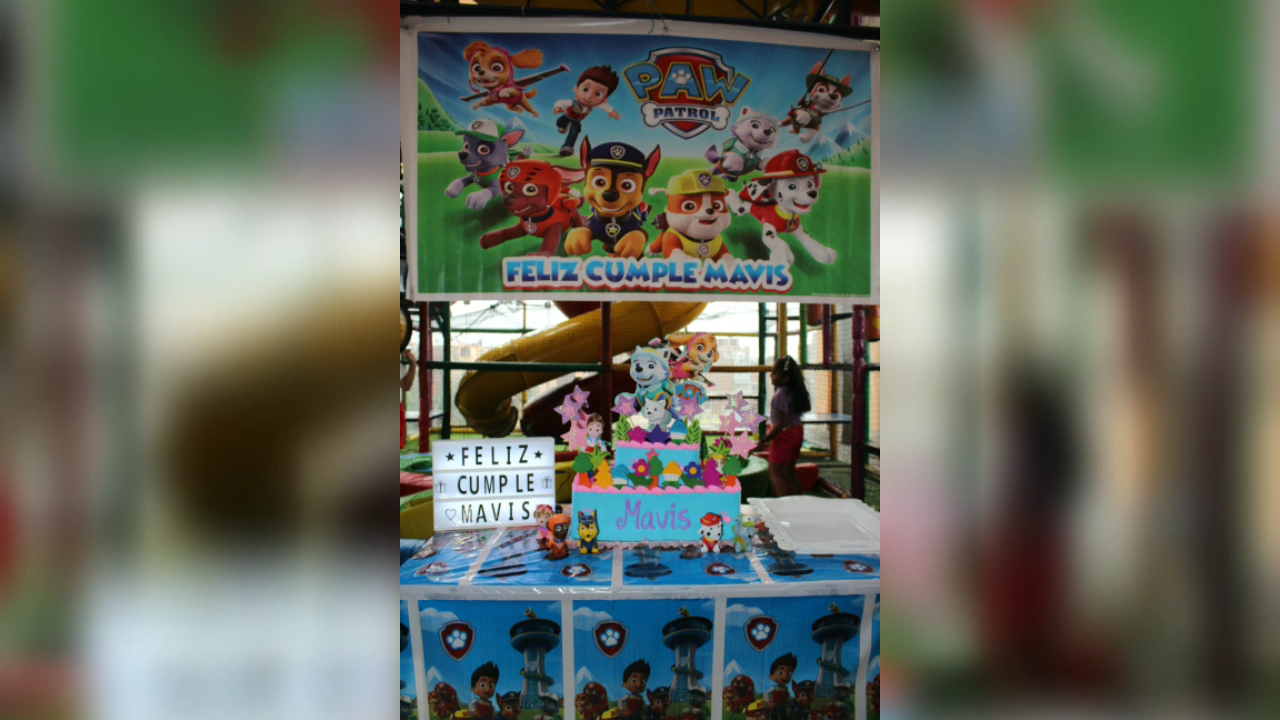 PAW
PATROL
FELIZ CUMPLE MAVIS
★FELIZ★
CUMPLE
♡MAVIS
Mavis